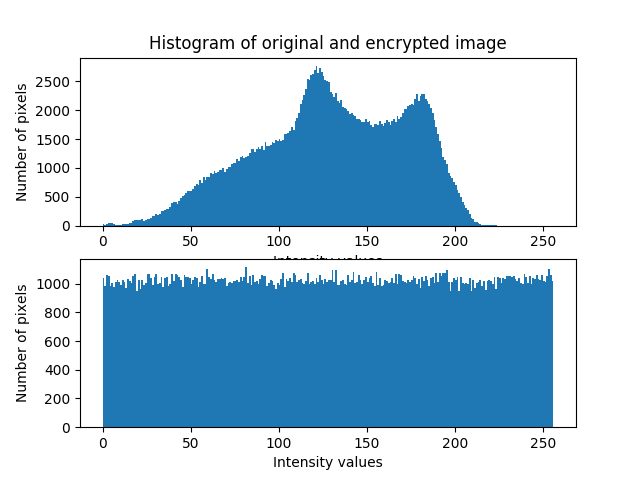 Histogram of original and encrypted image
Number of pixels
2500
2000
1500
1000
500
0
0 50 100 150 200 250
Intensity values
Number of pixels
1000
800
600
400
200
0
0 50 100 150 200 250
Intensity values